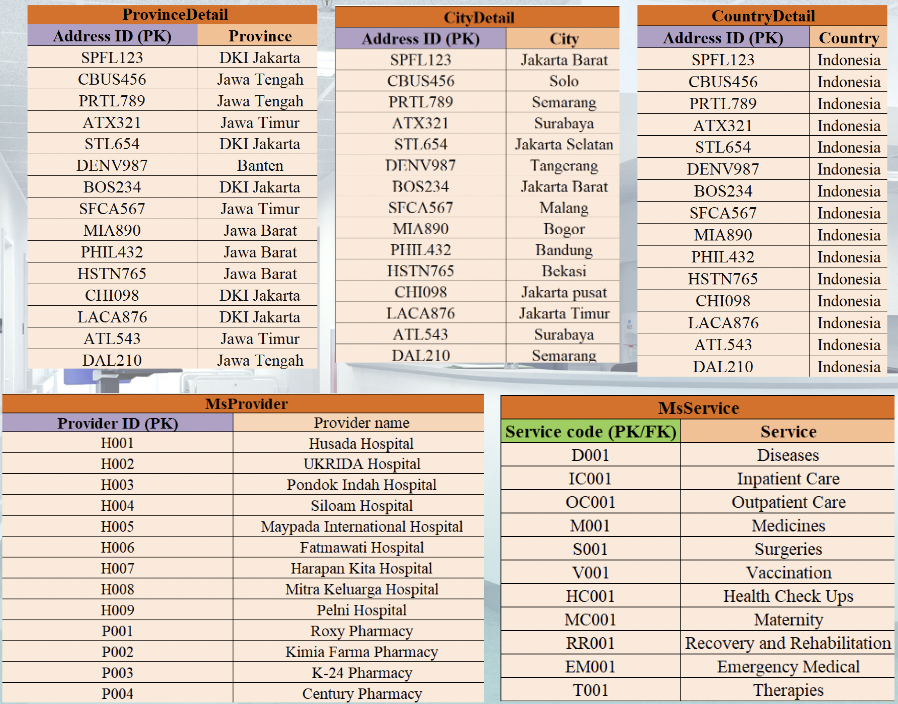 ProvinceDetail
Address ID (PK) Province
SPFL123 DKI Jakarta
CBUS456 Jawa Tengah
PRTL789 Jawa Tengah
ATX321 Jawa Timur
STL654 DKI Jakarta
DENV987 Banten
BOS234 DKI Jakarta
SFCA567 Jawa Timur
MIA890 Jawa Barat
PHIL432 Jawa Barat
HSTN765 Jawa Barat
CHI098 DKI Jakarta
LACA876 DKI Jakarta
ATL543 Jawa Timur
DAL210 Jawa Tengah
CityDetail
Address ID (PK) City
SPFL123 Jakarta Barat
CBUS456 Solo
PRTL789 Semarang
ATX321 Surabaya
STL654 Jakarta Selatan
DENV987 Tangerang
BOS234 Jakarta Barat
SFCA567 Malang
MIA890 Bogor
PHIL432 Bandung
HSTN765 Bekasi
CHI098 Jakarta pusat
LACA876 Jakarta Timur
ATL543 Surabaya
DAL210 Semarang
CountryDetail
Address ID (PK) Country
SPFL123 Indonesia
CBUS456 Indonesia
PRTL789 Indonesia
ATX321 Indonesia
STL654 Indonesia
DENV987 Indonesia
BOS234 Indonesia
SFCA567 Indonesia
MIA890 Indonesia
PHIL432 Indonesia
HSTN765 Indonesia
CHI098 Indonesia
LACA876 Indonesia
ATL543 Indonesia
DAL210 Indonesia
MsProvider
Provider ID (PK) Provider name
H001 Husada Hospital
H002 UKRIDA Hospital
H003 Pondok Indah Hospital
H004 Siloam Hospital
H005 Maypada International Hospital
H006 Fatmawati Hospital
H007 Harapan Kita Hospital
H008 Mitra Keluarga Hospital
H009 Pelni Hospital
P001 Roxy Pharmacy
P002 Kimia Farma Pharmacy
P003 K-24 Pharmacy
P004 Century Pharmacy
MsService
Service code (PK/FK) Service
D001 Diseases
IC001 Inpatient Care
OC001 Outpatient Care
M001 Medicines
S001 Surgeries
V001 Vaccination
HC001 Health Check Ups
MC001 Maternity
RR001 Recovery and Rehabilitation
EM001 Emergency Medical
T001 Therapies